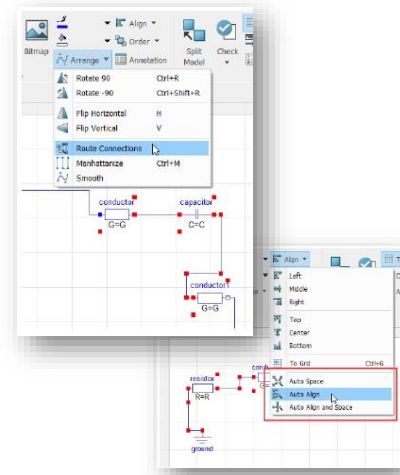 Align
Bitmap
Order
Split Model
Check
Arrange
Annotation
Rotate 90 Ctrl+R
Rotate -90 Ctrl+Shift+R
Flip Horizontal H
Flip Vertical V
Route Connections
Manhattanize Ctrl+M
Smooth
conductor
capacitor
G=G
C=C
conductor1
G=G
Align
Left
Middle
Right
Top
Center
Bottom
To Grid Ctrl+G
Auto Space
Auto Align
Auto Align and Space
resistor
R=R
ground